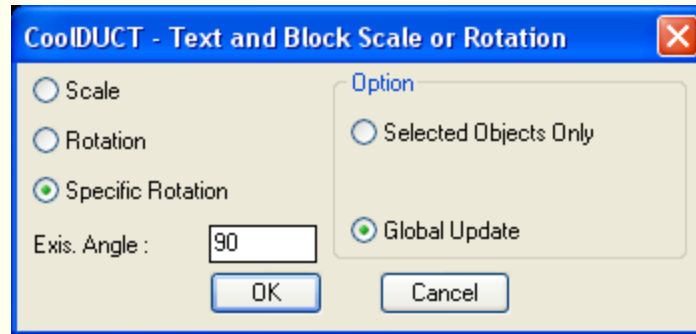 CoolDUCT - Text and Block Scale or Rotation
Scale
Rotation
Specific Rotation
Exis. Angle : 90
Option
Selected Objects Only
Global Update
OK Cancel